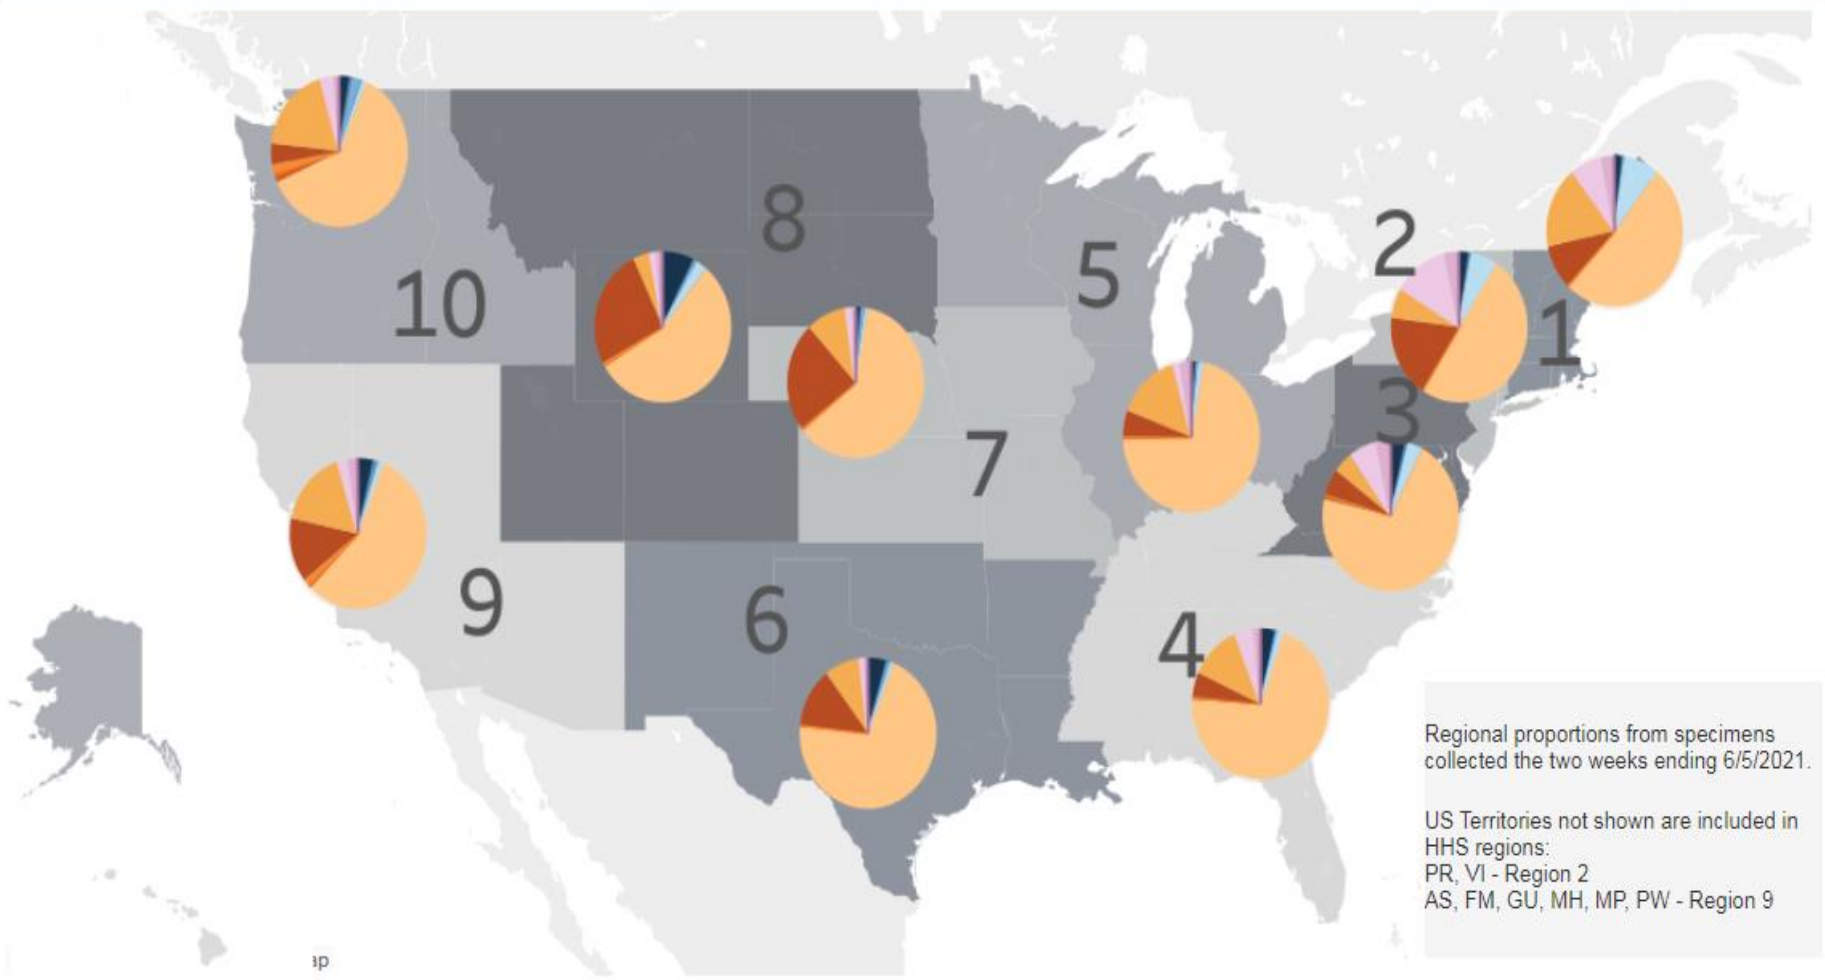 8
2
5
10
1
3
7
9
6
4
Regional proportions from specimens
collected the two weeks ending 6/5/2021.
US Territories not shown are included in
HHS regions:
PR, VI - Region 2
AS, FM, GU, MH, MP, PW - Region 9
ap